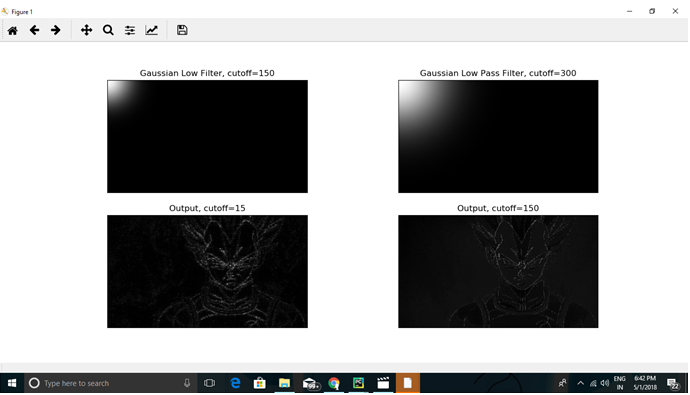 Figure 1
Gaussian Low Filter, cutoff=150
Gaussian Low Pass Filter, cutoff=300
Output, cutoff=15
Output, cutoff=150
Type here to search
99+
ENG
IN
6:42 PM
5/1/2018
22